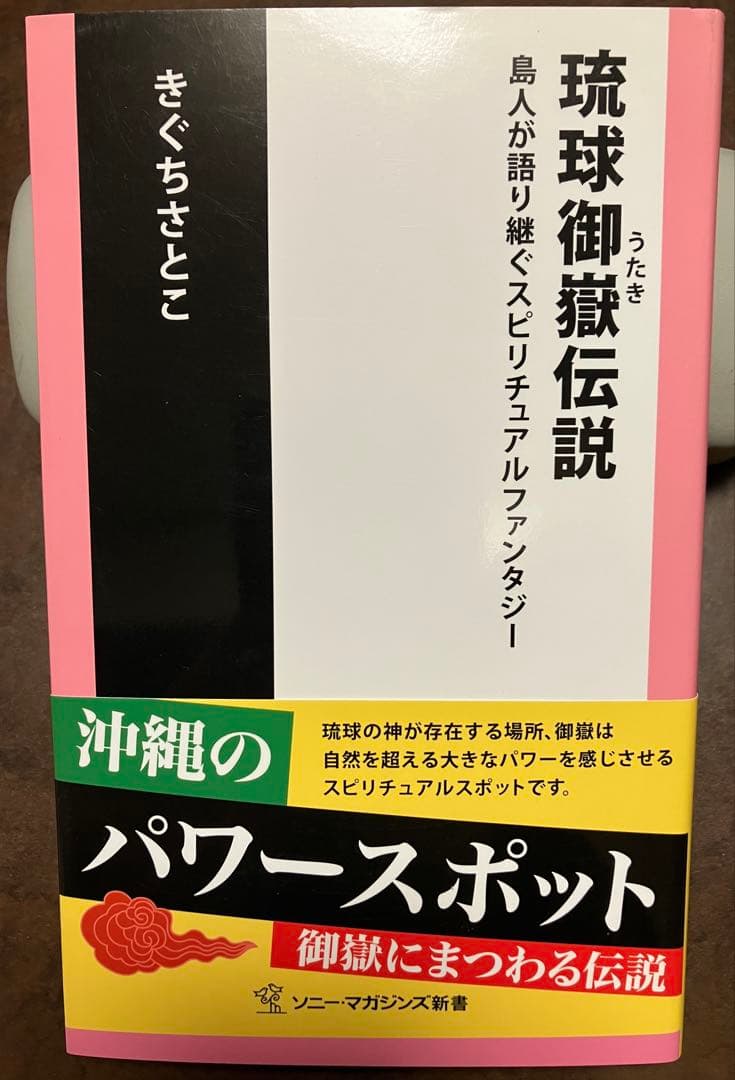 琉球御嶽伝説
うたき
島人が語り継ぐスピリチュアルファンタジー
きぐちさとこ
沖縄の
琉球の神が存在する場所、御嶽は
自然を超える大きなパワーを感じさせる
スピリチュアルスポットです。
パワースポット
御嶽にまつわる伝説
ソニー・マガジンズ新書